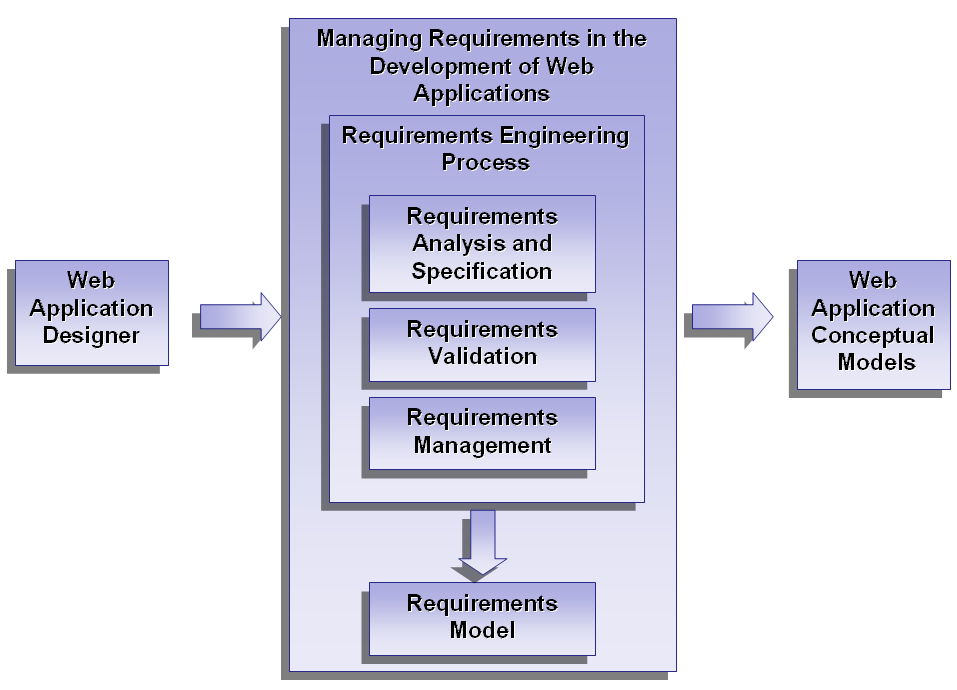 Managing Requirements in the
Development of Web
Applications
Requirements Engineering
Process
Requirements
Analysis and
Specification
Requirements
Validation
Requirements
Management
Requirements
Model
Web
Application
Designer
Web
Application
Conceptual
Models